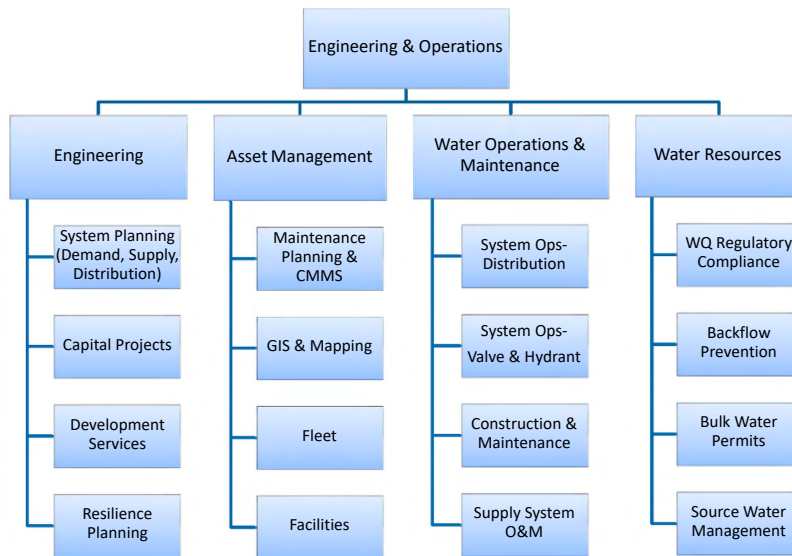 Engineering & Operations
Engineering
Asset Management
Water Operations &
Maintenance
Water Resources
System Planning
(Demand, Supply,
Distribution)
Capital Projects
Development
Services
Resilience
Planning
Maintenance
Planning &
CMMS
GIS & Mapping
Fleet
Facilities
System Ops-
Distribution
System Ops-
Valve & Hydrant
Construction &
Maintenance
Supply System
O&M
WQ Regulatory
Compliance
Backflow
Prevention
Bulk Water
Permits
Source Water
Management